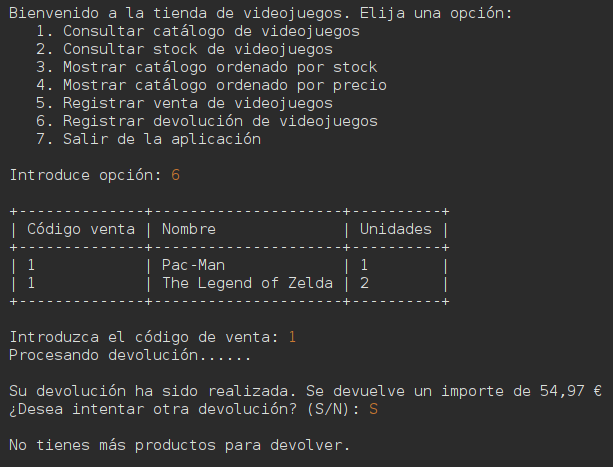 Bienvenido a la tienda de videojuegos. Elija una opción:
   1. Consultar catálogo de videojuegos
   2. Consultar stock de videojuegos
   3. Mostrar catálogo ordenado por stock
   4. Mostrar catálogo ordenado por precio
   5. Registrar venta de videojuegos
   6. Registrar devolución de videojuegos
   7. Salir de la aplicación

Introduce opción: 6

+--------------+---------------------+----------+
| Código venta | Nombre              | Unidades |
+--------------+---------------------+----------+
| 1            | Pac-Man             | 1        |
| 1            | The Legend of Zelda | 2        |
+--------------+---------------------+----------+

Introduzca el código de venta: 1
Procesando devolución......

Su devolución ha sido realizada. Se devuelve un importe de 54,97 €
¿Desea intentar otra devolución? (S/N): S

No tienes más productos para devolver.